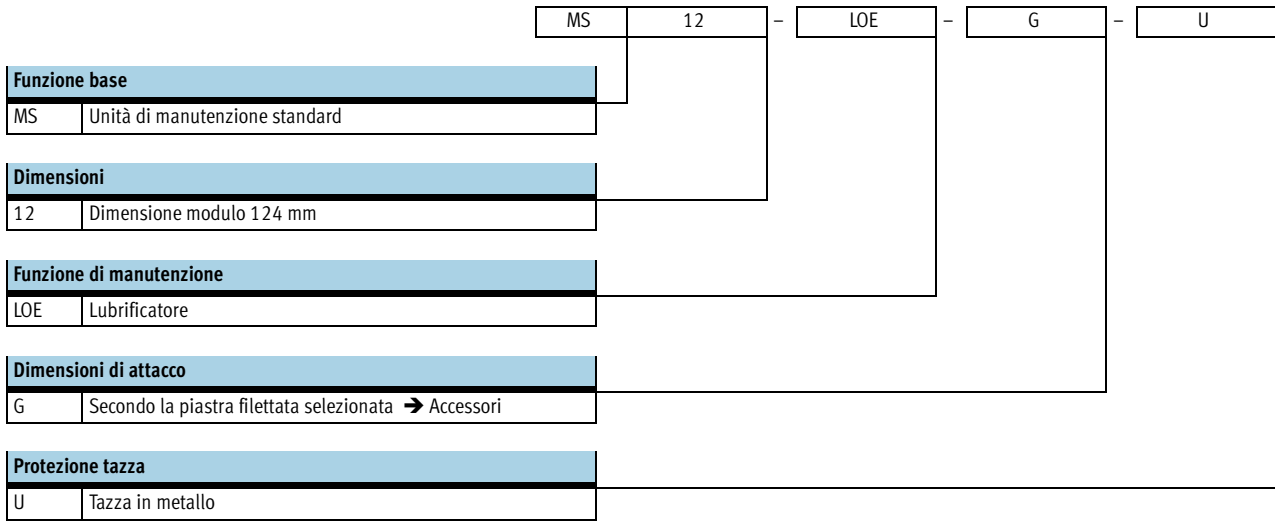 MS 12 – LOE – G – U
Funzione base
MS Unità di manutenzione standard
Dimensioni
12 Dimensione modulo 124 mm
Funzione di manutenzione
LOE Lubrificatore
Dimensioni di attacco
G Secondo la piastra filettata selezionata ➔ Accessori
Protezione tazza
U Tazza in metallo